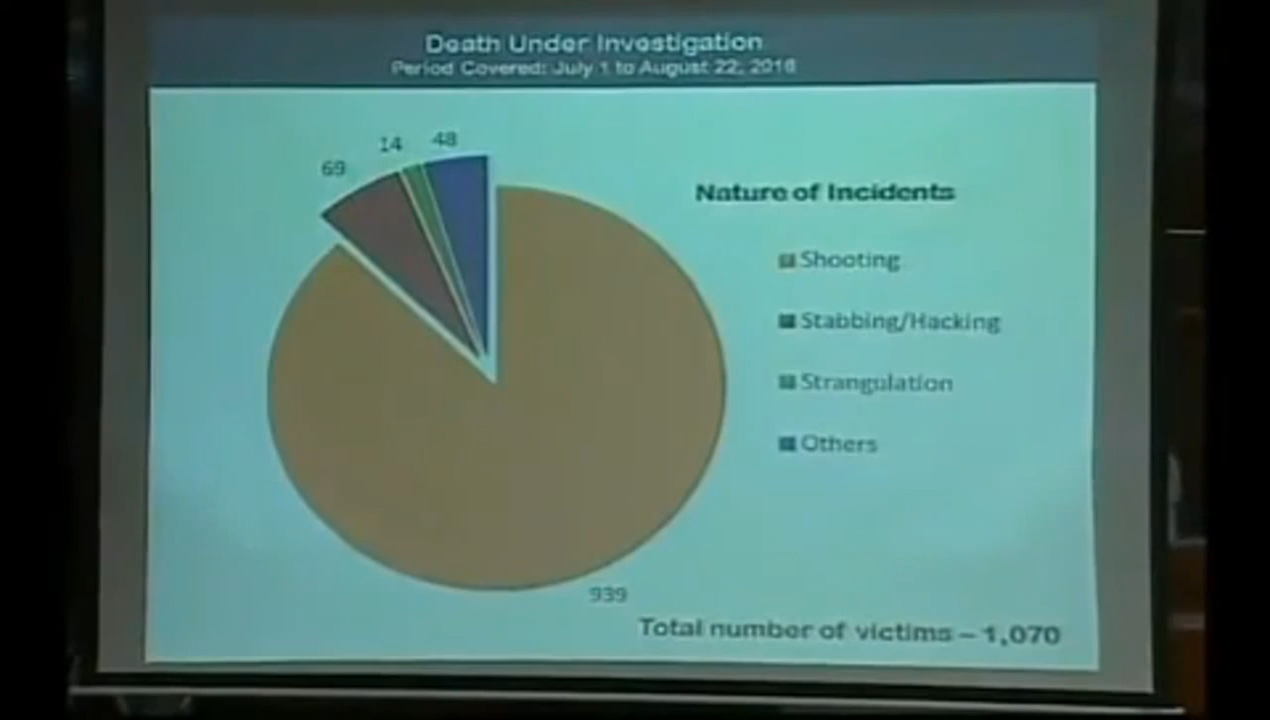 Death Under Investigation
Period Covered: July 1 to August 22, 2016
69
14
48
939
Nature of Incidents
Shooting
Stabbing/Hacking
Strangulation
Others
Total number of victims – 1,070